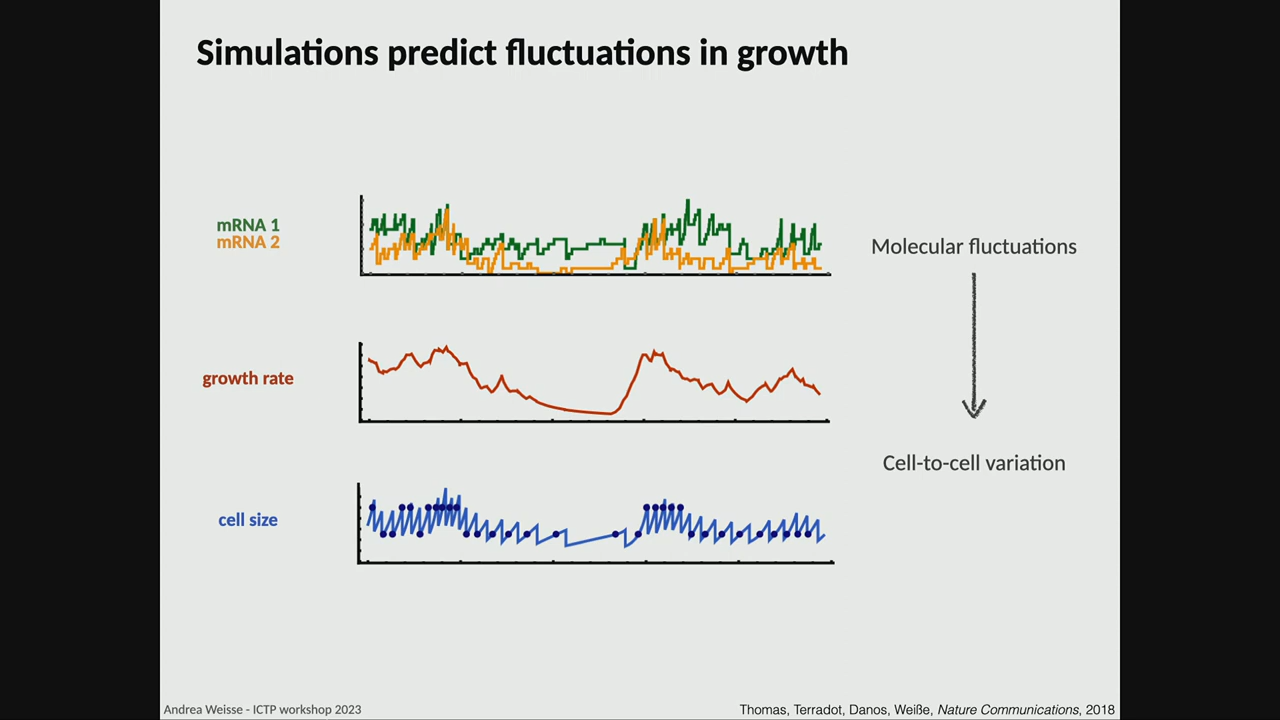 Simulations predict fluctuations in growth
mRNA 1
mRNA 2
Molecular fluctuations
growth rate
Cell-to-cell variation
cell size
Andrea Weisse - ICTP workshop 2023
Thomas, Terradot, Danos, Weiße, Nature Communications, 2018